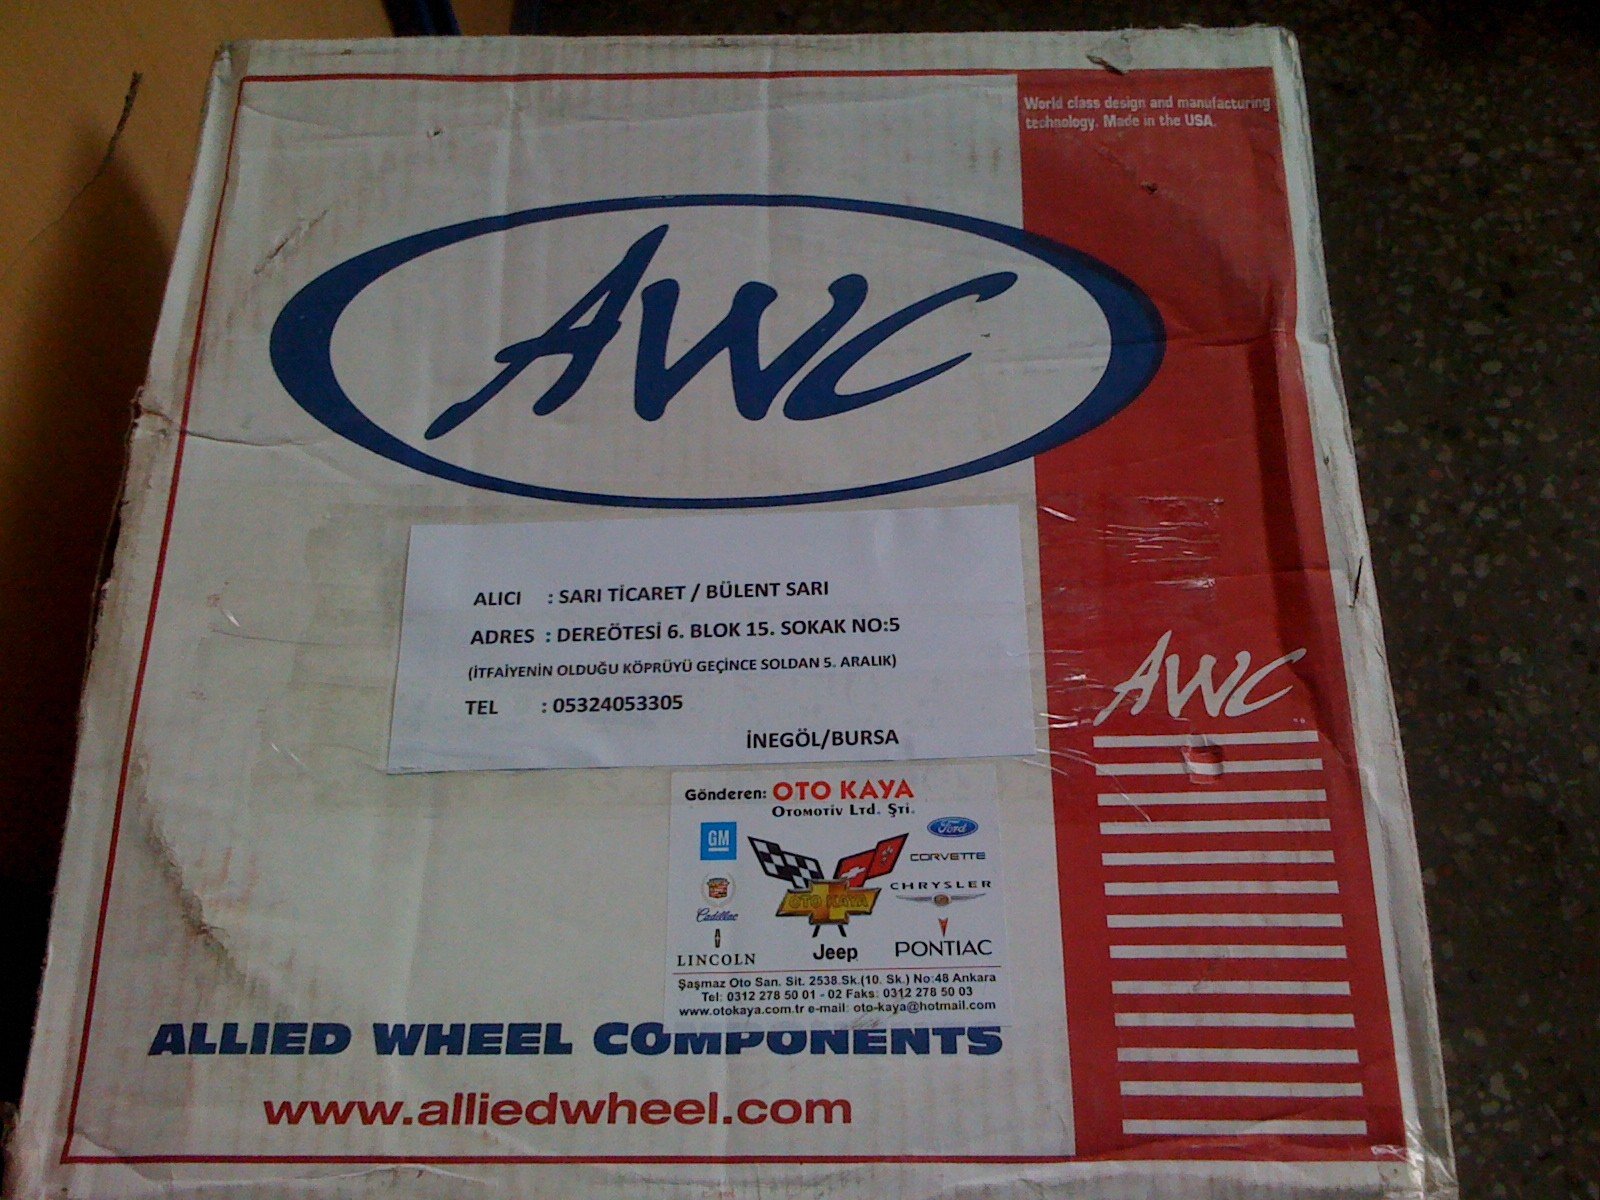 World class design and manufacturing
technology. Made in the USA.
AWC
ALICI : SARI TİCARET / BÜLENT SARI
ADRES : DEREÖTESİ 6. BLOK 15. SOKAK NO:5
(İTFAİYENİN OLDUĞU KÖPRÜYÜ GEÇİNCE SOLDAN 5. ARALIK)
TEL : 05324053305
İNEGÖL/BURSA
AWC
Gönderen: OTO KAYA
Otomotiv Ltd. Şti.
GM
Ford
CORVETTE
CHRYSLER
OTO KAYA
Cadillac
LINCOLN
Jeep
PONTIAC
Şaşmaz Oto San. Sit. 2538.Sk.(10. Sk.) No:48 Ankara
Tel: 0312 278 50 01 - 02 Faks: 0312 278 50 03
www.otokaya.com.tr e-mail: oto-kaya@hotmail.com
ALLIED WHEEL COMPONENTS
www.alliedwheel.com